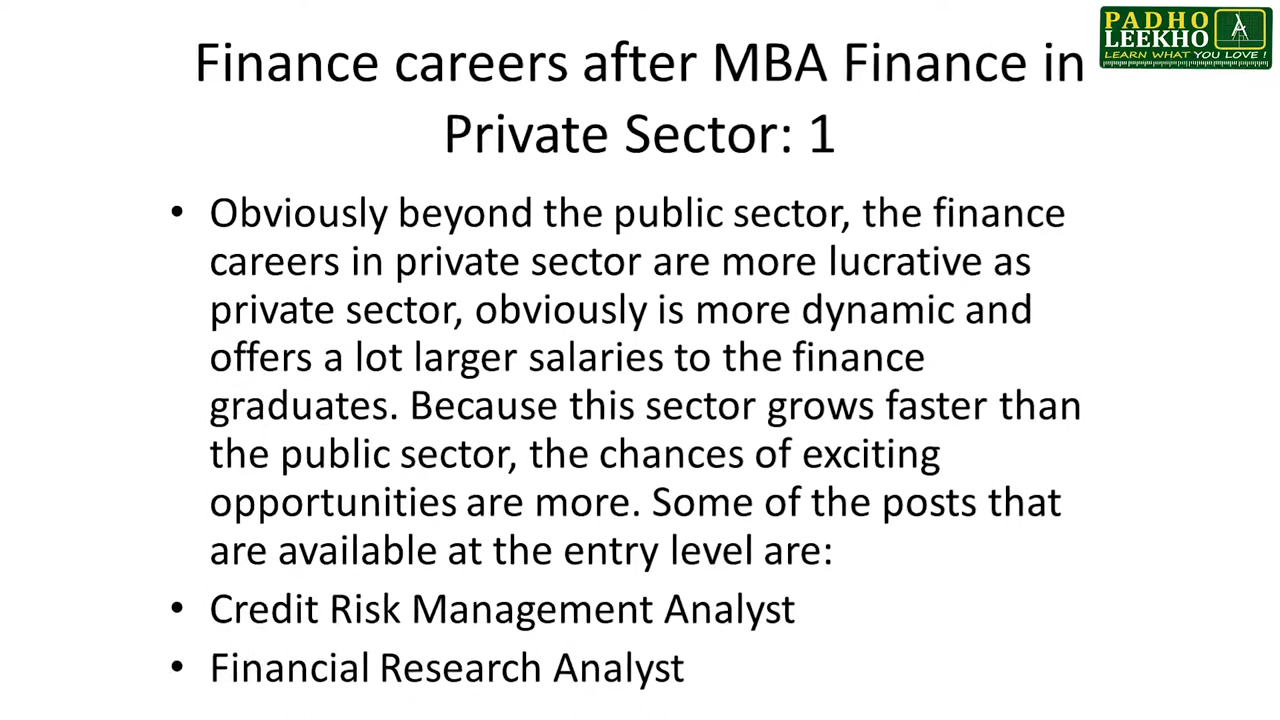 PADHO
LEEKHO
LEARN WHAT YOU LOVE !
Finance careers after MBA Finance in
Private Sector: 1
• Obviously beyond the public sector, the finance
careers in private sector are more lucrative as
private sector, obviously is more dynamic and
offers a lot larger salaries to the finance
graduates. Because this sector grows faster than
the public sector, the chances of exciting
opportunities are more. Some of the posts that
are available at the entry level are:
• Credit Risk Management Analyst
• Financial Research Analyst